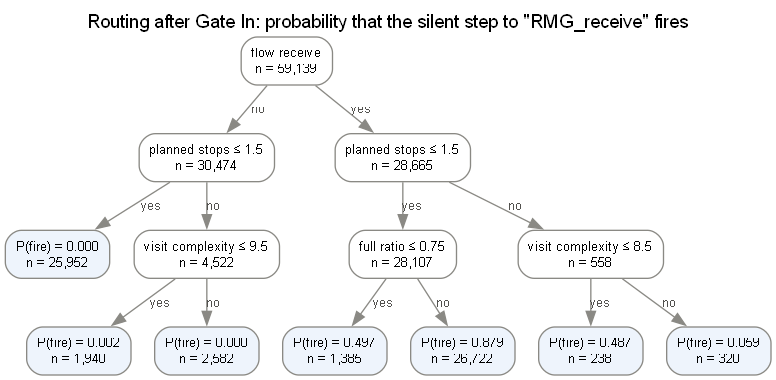 Routing after Gate In: probability that the silent step to "RMG_receive" fires
flow receive
n = 59,139
no
yes
planned stops ≤ 1.5
n = 30,474
planned stops ≤ 1.5
n = 28,665
yes
no
yes
no
P(fire) = 0.000
n = 25,952
visit complexity ≤ 9.5
n = 4,522
full ratio ≤ 0.75
n = 28,107
visit complexity ≤ 8.5
n = 558
yes
no
yes
no
yes
no
P(fire) = 0.002
n = 1,940
P(fire) = 0.000
n = 2,582
P(fire) = 0.497
n = 1,385
P(fire) = 0.879
n = 26,722
P(fire) = 0.487
n = 238
P(fire) = 0.059
n = 320